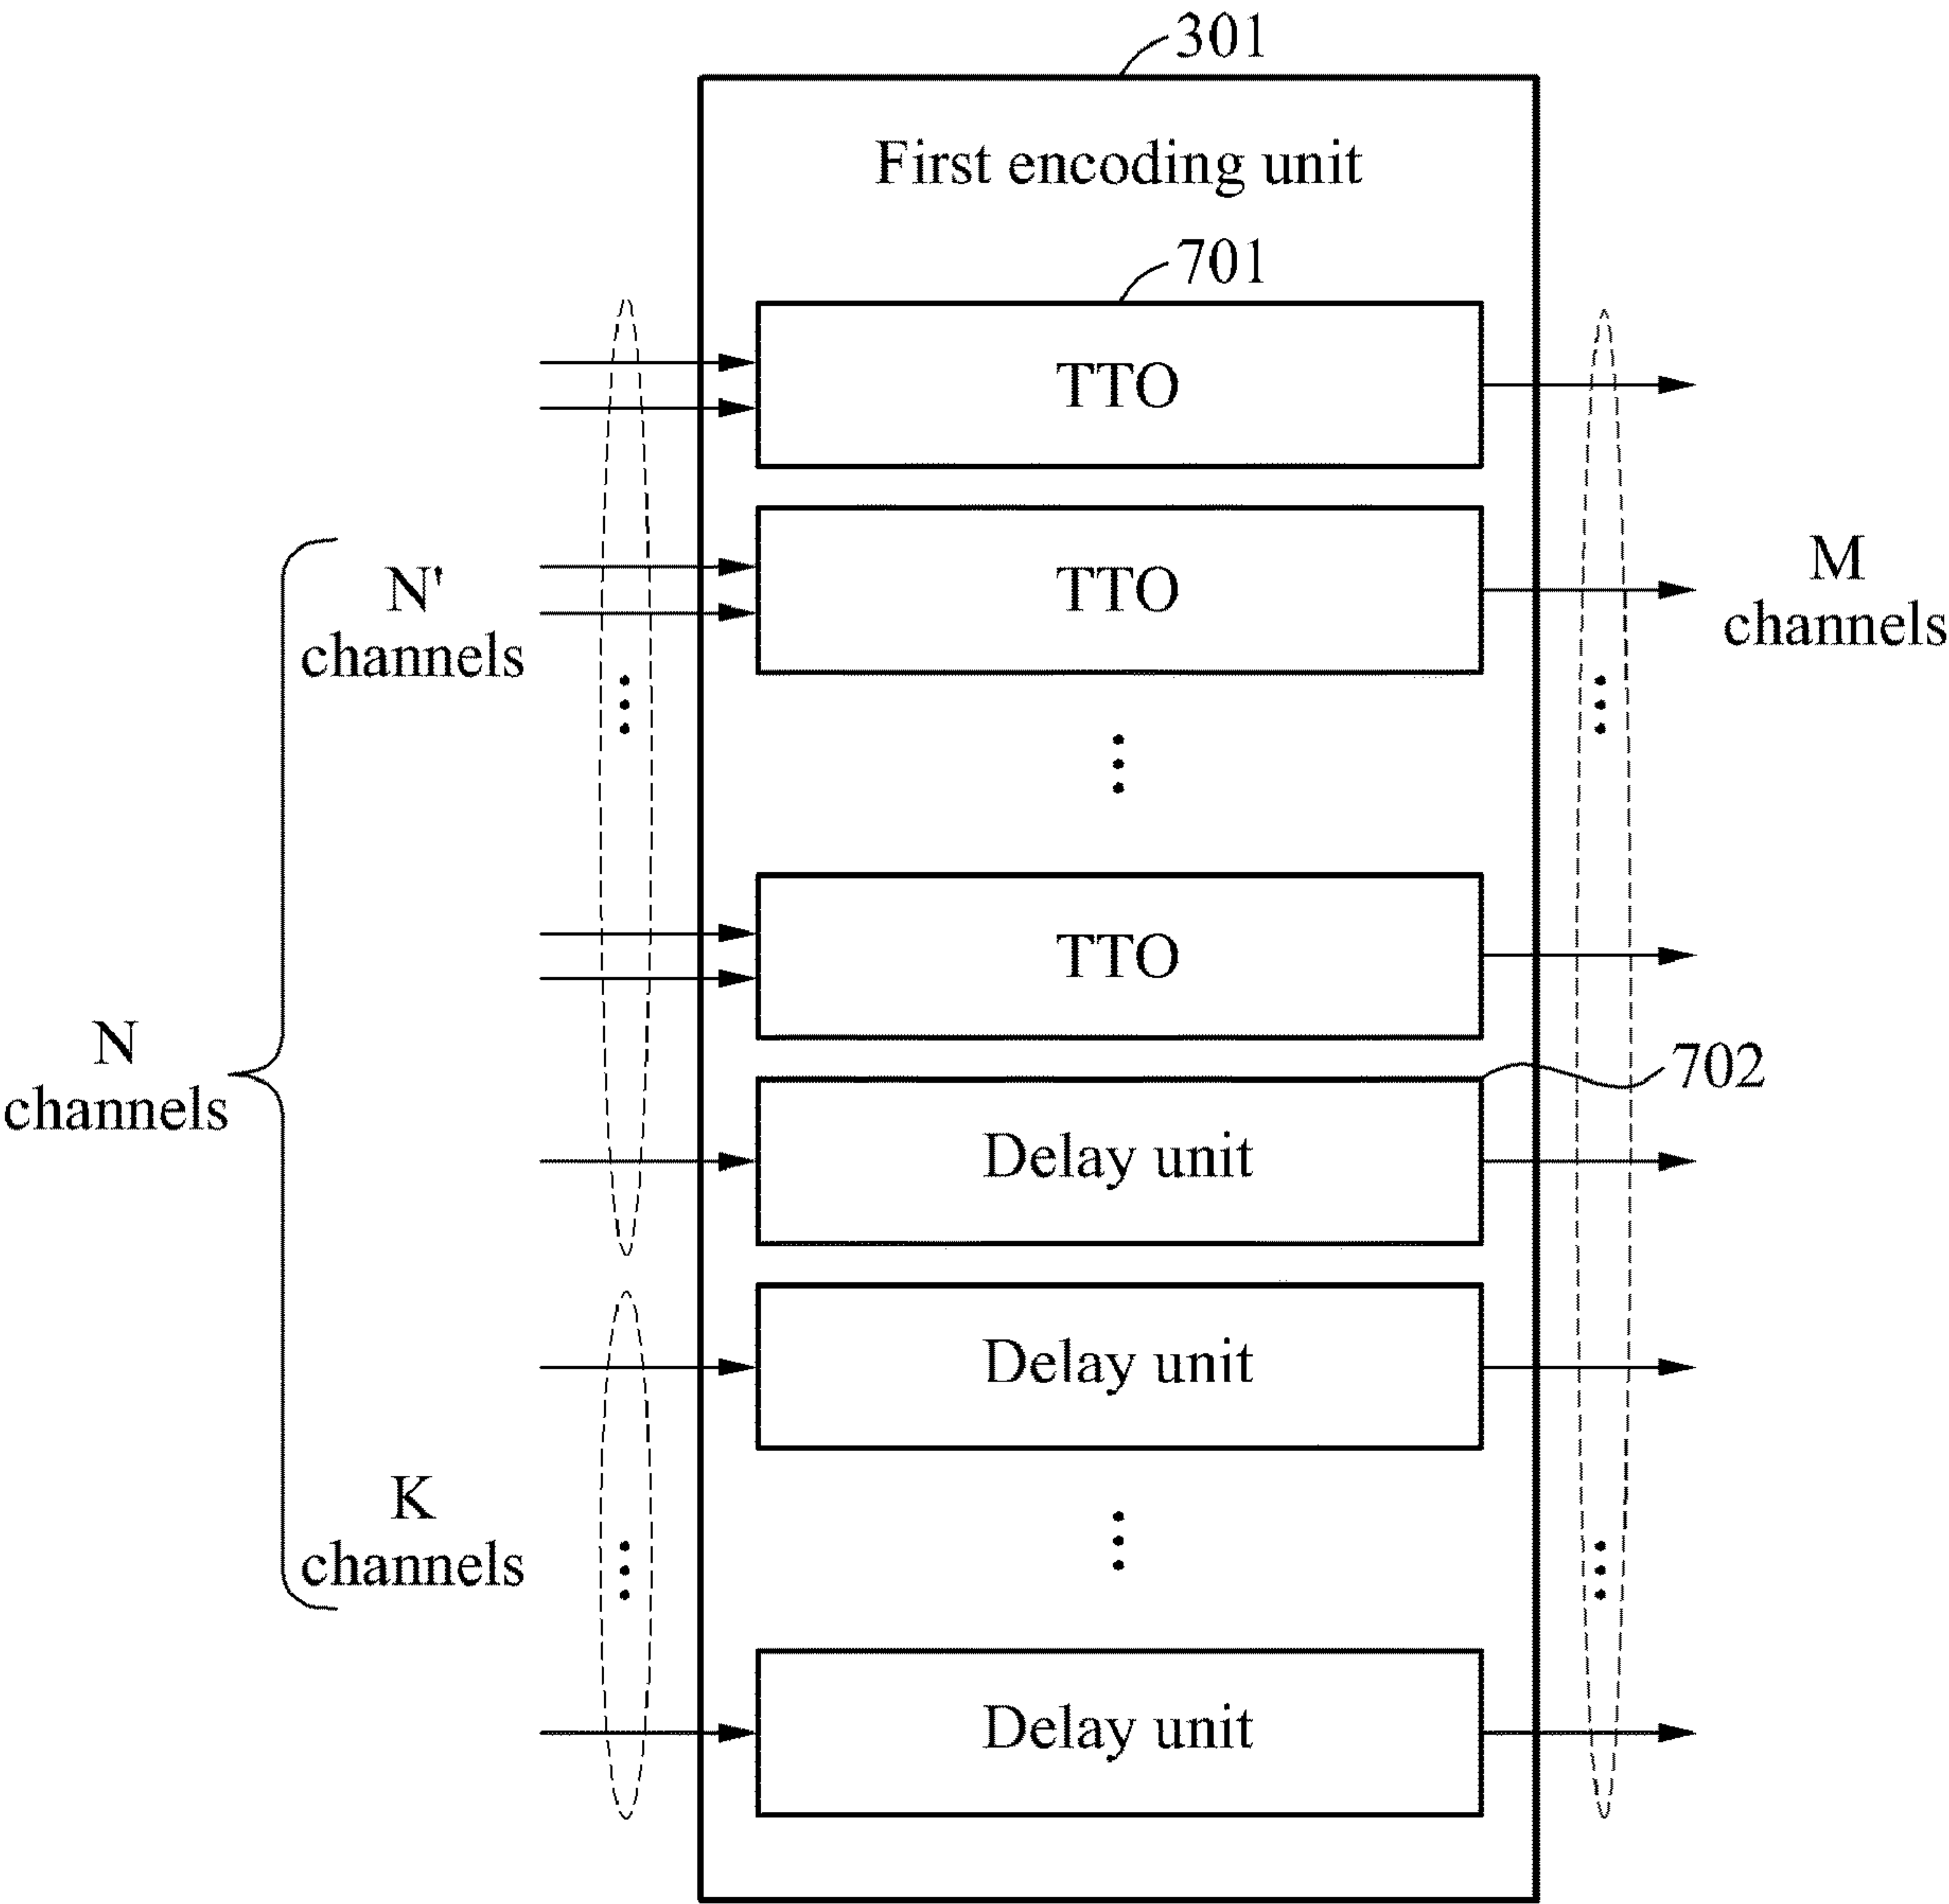 301
First encoding unit
701
TTO
TTO
N'
channels
M
channels
TTO
N
channels
702
Delay unit
Delay unit
K
channels
Delay unit